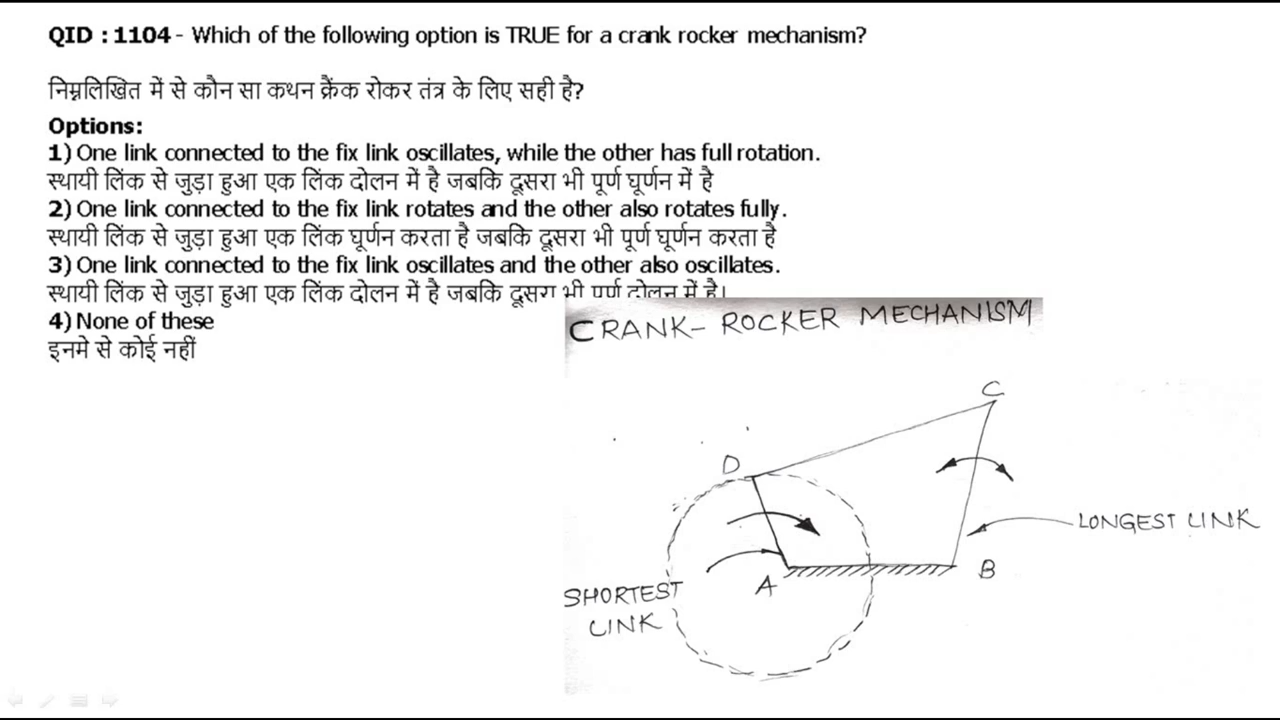 QID : 1104 - Which of the following option is TRUE for a crank rocker mechanism?
निम्नलिखित में से कौन सा कथन क्रैंक रोकर तंत्र के लिए सही है?
Options:
1) One link connected to the fix link oscillates, while the other has full rotation.
स्थायी लिंक से जुड़ा हुआ एक लिंक दोलन में है जबकि दूसरा भी पूर्ण घूर्णन में है
2) One link connected to the fix link rotates and the other also rotates fully.
स्थायी लिंक से जुड़ा हुआ एक लिंक घूर्णन करता है जबकि दूसरा भी पूर्ण घूर्णन करता है
3) One link connected to the fix link oscillates and the other also oscillates.
स्थायी लिंक से जुड़ा हुआ एक लिंक दोलन में है जबकि दूसरा भी पूर्ण दोलन में है।
4) None of these
इनमे से कोई नहीं
CRANK- ROCKER MECHANISM
C
D
LONGEST LINK
A
B
SHORTEST
LINK